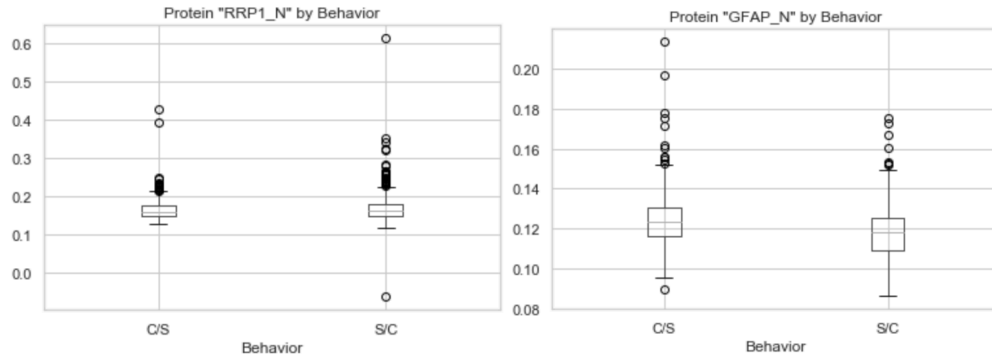 Protein "RRP1_N" by Behavior
0.6
0.5
0.4
0.3
0.2
0.1
0.0
C/S S/C
Behavior
Protein "GFAP_N" by Behavior
0.20
0.18
0.16
0.14
0.12
0.10
0.08
C/S S/C
Behavior